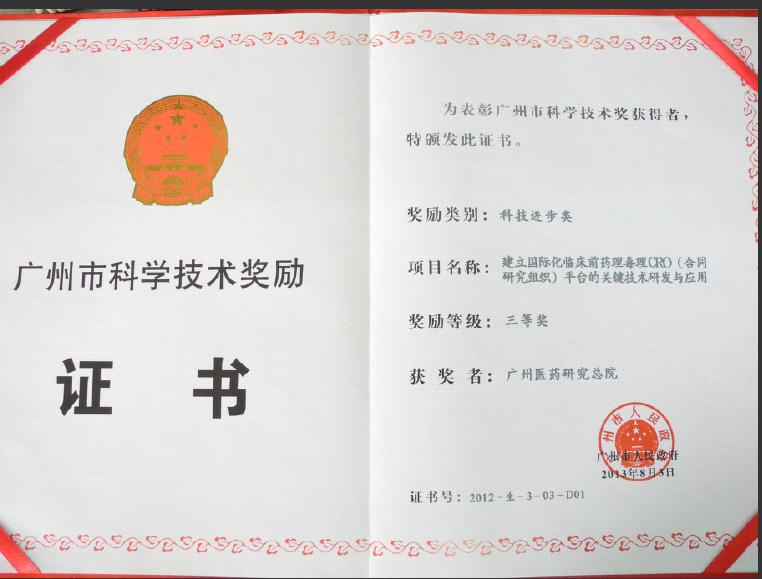 广州市科学技术奖励
证 书
为表彰广州市科学技术奖获得者，
特颁发此证书。
奖励类别：科技进步类
项目名称：建立国际化临床前药理毒理(CRO)（合同
研究组织）平台的关键技术研发与应用
奖励等级：三等奖
获 奖 者：广州医药研究总院
广州市人民政府
2013年8月3日
证书号：2012-生-3-03-D01